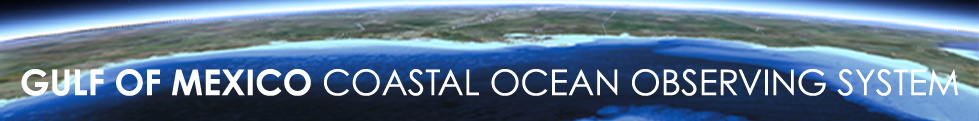 GULF OF MEXICO COASTAL OCEAN OBSERVING SYSTEM